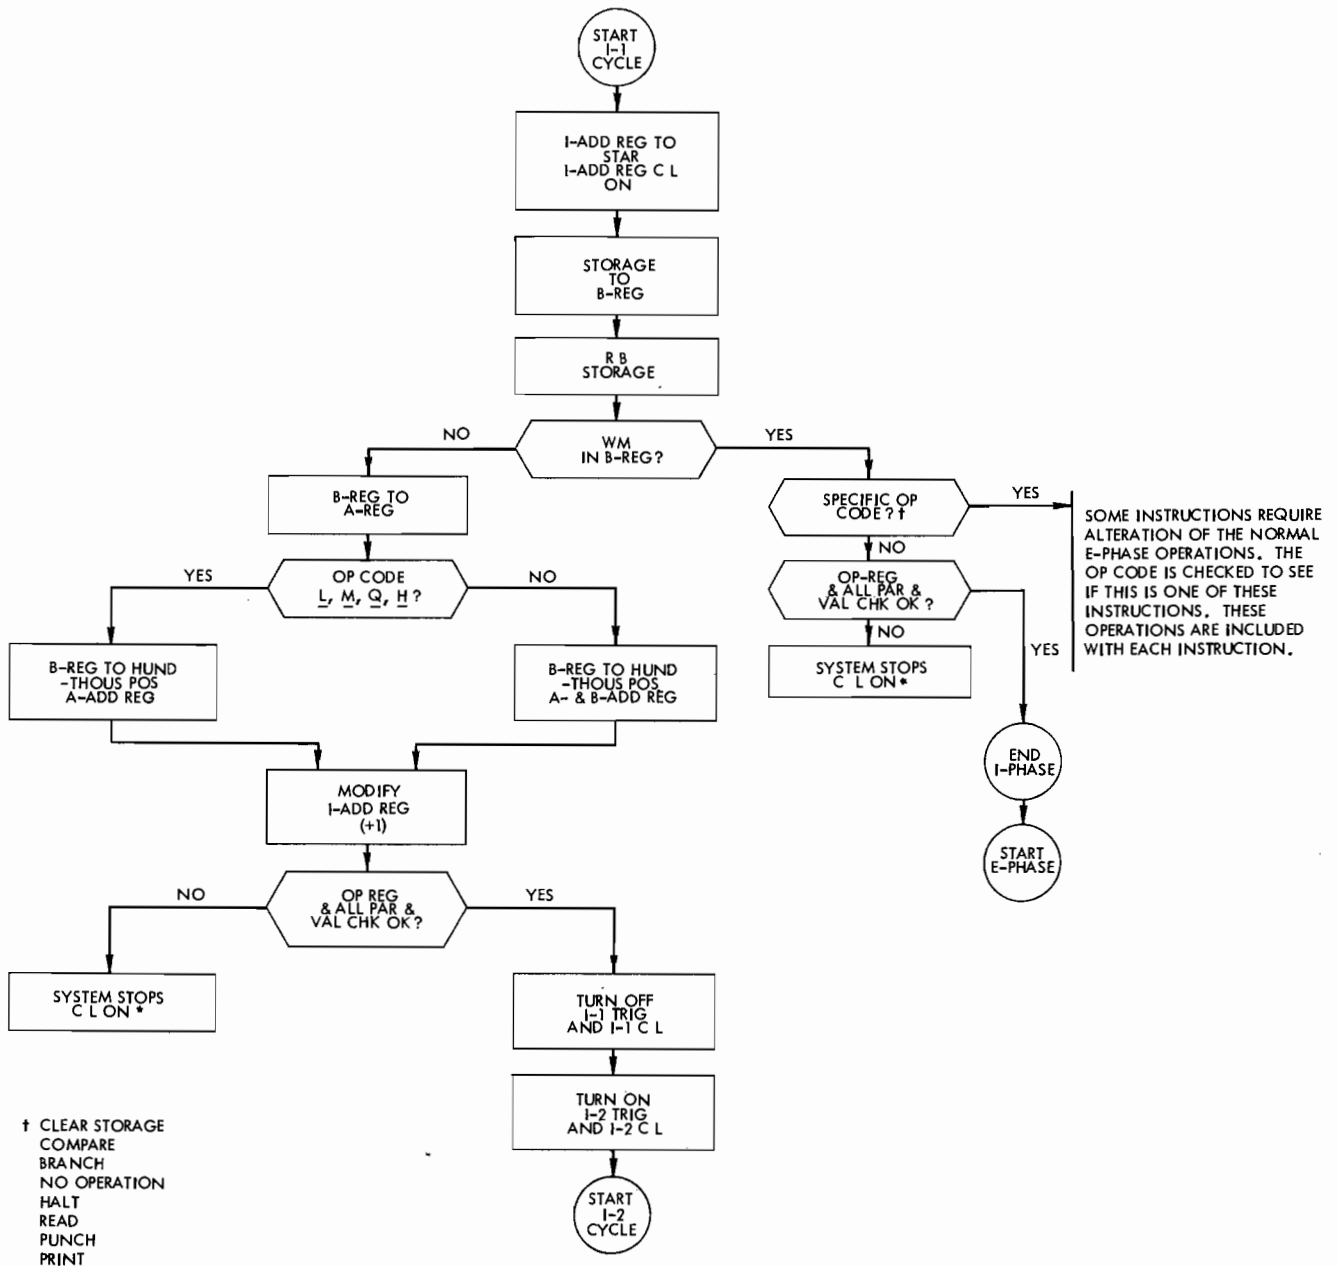 START
I-1
CYCLE
I-ADD REG TO
STAR
I-ADD REG C L
ON
STORAGE
TO
B-REG
R B
STORAGE
NO
WM
IN B-REG?
YES
B-REG TO
A-REG
SPECIFIC OP
CODE?†
YES
SOME INSTRUCTIONS REQUIRE
ALTERATION OF THE NORMAL
E-PHASE OPERATIONS. THE
OP CODE IS CHECKED TO SEE
IF THIS IS ONE OF THESE
INSTRUCTIONS. THESE
OPERATIONS ARE INCLUDED
WITH EACH INSTRUCTION.
NO
YES
OP CODE
L, M, Q, H?
NO
OP-REG
& ALL PAR &
VAL CHK OK?
NO
YES
B-REG TO HUND
-THOUS POS
A-ADD REG
B-REG TO HUND
-THOUS POS
A- & B-ADD REG
SYSTEM STOPS
C L ON *
END
I-PHASE
MODIFY
I-ADD REG
(+1)
START
E-PHASE
NO
OP REG
& ALL PAR &
VAL CHK OK?
YES
SYSTEM STOPS
C L ON *
TURN OFF
I-1 TRIG
AND I-1 C L
TURN ON
I-2 TRIG
AND I-2 C L
START
I-2
CYCLE
† CLEAR STORAGE
COMPARE
BRANCH
NO OPERATION
HALT
READ
PUNCH
PRINT